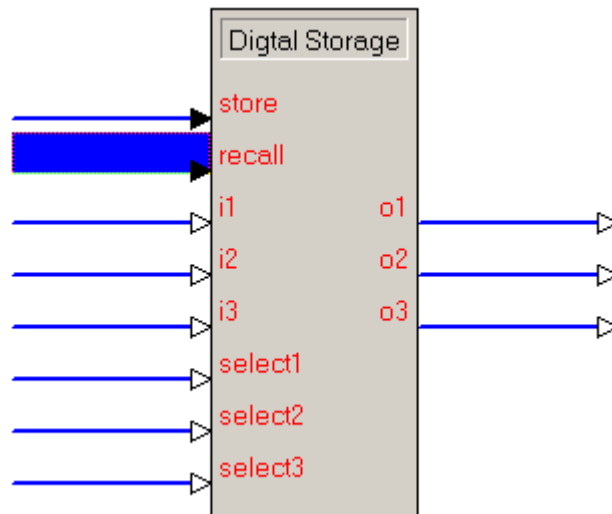 Digtal Storage
store
recall
i1 o1
i2 o2
i3 o3
select1
select2
select3